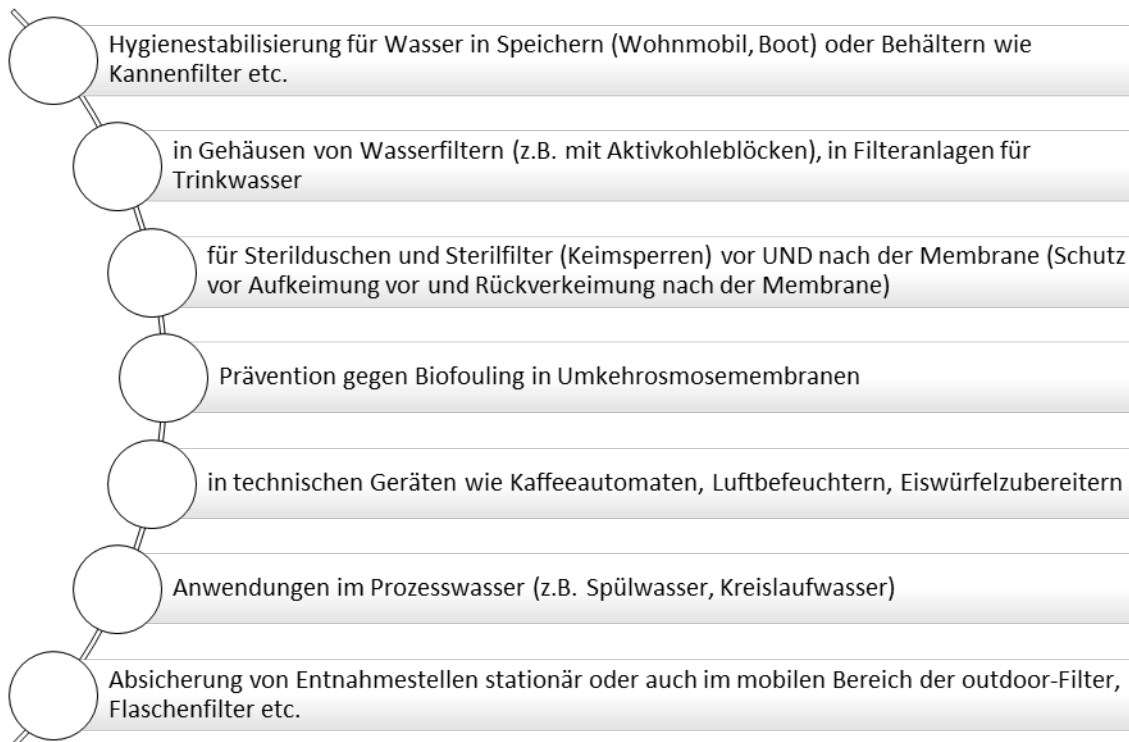 Hygienestabilisierung für Wasser in Speichern (Wohnmobil, Boot) oder Behältern wie
Kannenfilter etc.
in Gehäusen von Wasserfiltern (z.B. mit Aktivkohleblöcken), in Filteranlagen für
Trinkwasser
für Sterilduschen und Sterilfilter (Keimsperren) vor UND nach der Membrane (Schutz
vor Aufkeimung vor und Rückverkeimung nach der Membrane)
Prävention gegen Biofouling in Umkehrosmosemembranen
in technischen Geräten wie Kaffeeautomaten, Luftbefeuchtern, Eiswürfelzubereitern
Anwendungen im Prozesswasser (z.B. Spülwasser, Kreislaufwasser)
Absicherung von Entnahmestellen stationär oder auch im mobilen Bereich der outdoor-Filter,
Flaschenfilter etc.